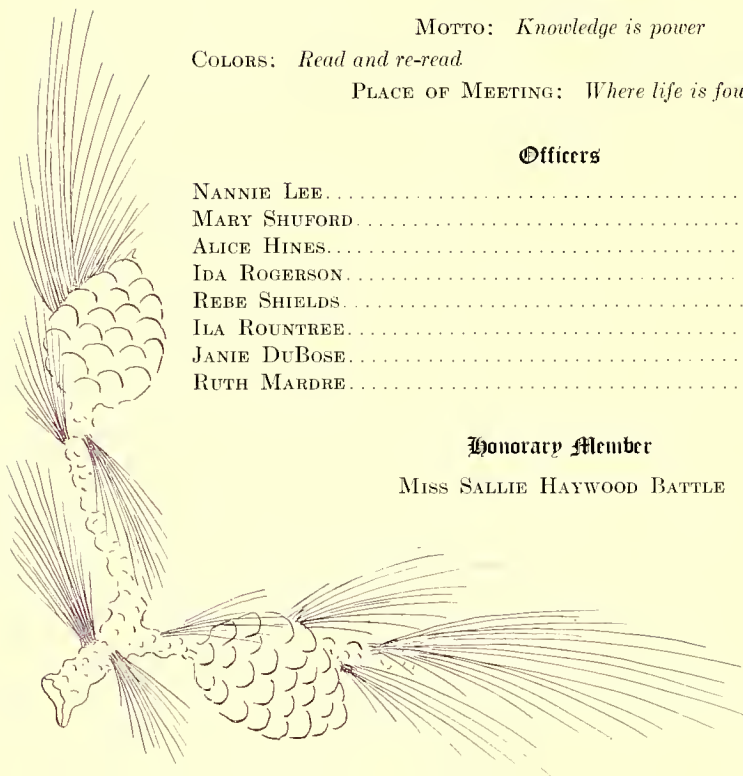 MOTTO: Knowledge is power
COLORS: Read and re-read
PLACE OF MEETING: Where life is
Officers
NANNIE LEE
MARY SHUFORD
ALICE HINES
IDA ROGERSON
REBE SHIELDS
ILA ROUNTREE
JANIE DUBOSE
RUTH MARDRE
Honorary Member
MISS SALLIE HAYWOOD BATTLE